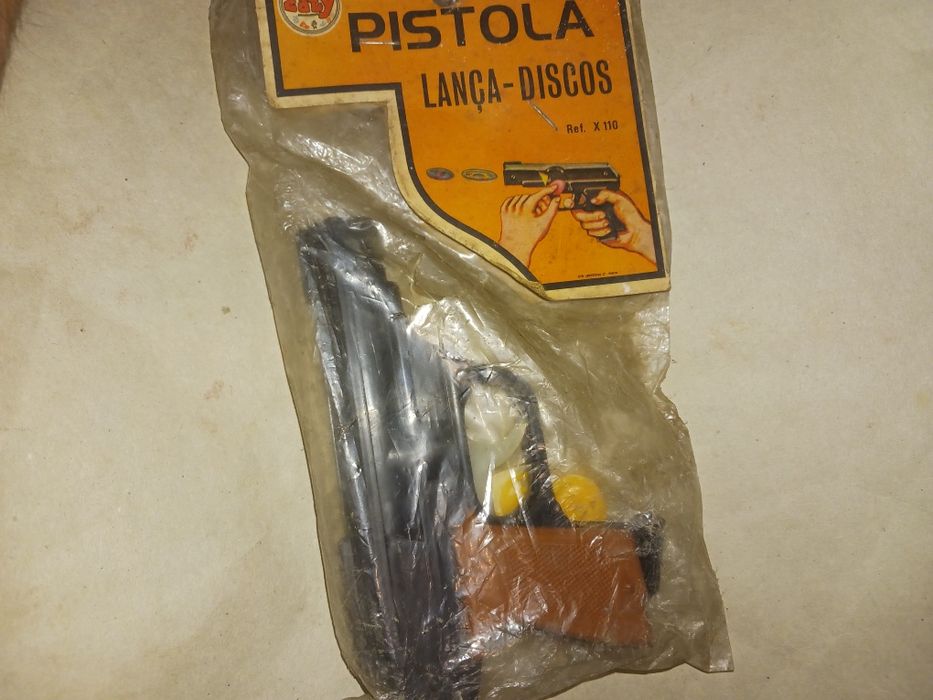 PISTOLA
LANÇA-DISCOS
Ref. X 110